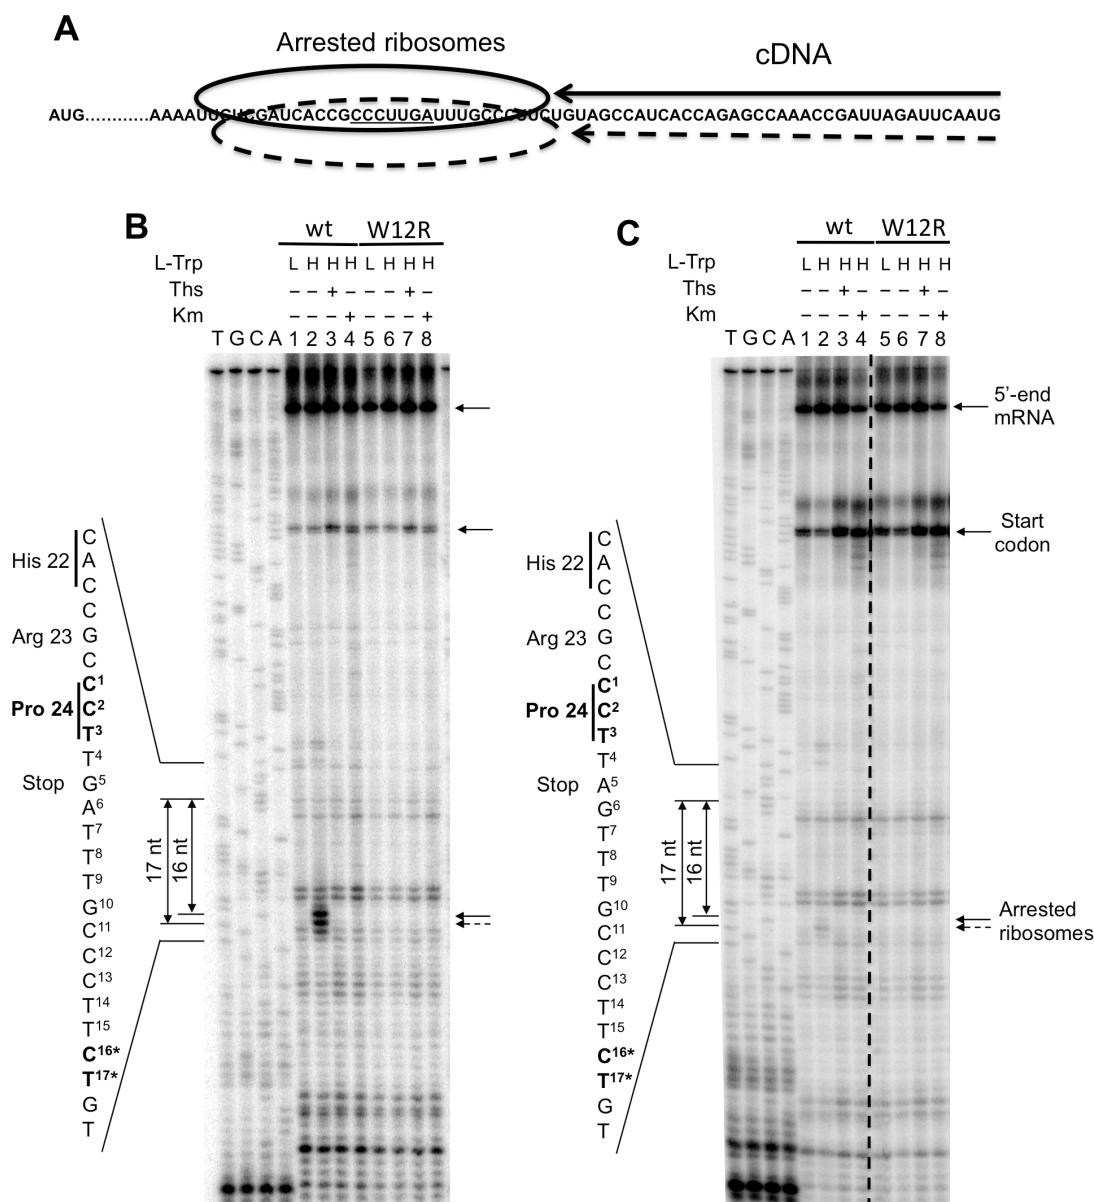 A
Arrested ribosomes
cDNA
AUG............AAAAUUCUCGAUCACCGCCCUUGAUUUGCCCUUCUGUAGCCAUCACCAGAGCCAAACCGAUUAGAUUCAAUG
B
wt W12R
L-Trp L H H H L H H H
Ths – – + – – – + –
Km – – – + – – – +
T G C A 1 2 3 4 5 6 7 8
His 22
Arg 23
Pro 24
Stop
C
A
C
C
G
C
C1
C2
T3
T4
G5
A6
T7
T8
T9
G10
C11
C12
C13
T14
T15
C16*
T17*
G
T
17 nt
16 nt
C
wt W12R
L-Trp L H H H L H H H
Ths – – + – – – + –
Km – – – + – – – +
T G C A 1 2 3 4 5 6 7 8
His 22
Arg 23
Pro 24
Stop
C
A
C
C
G
C
C1
C2
T3
T4
A5
G6
T7
T8
T9
G10
C11
C12
C13
T14
T15
C16*
T17*
G
T
17 nt
16 nt
5’-end
mRNA
Start
codon
Arrested
ribosomes